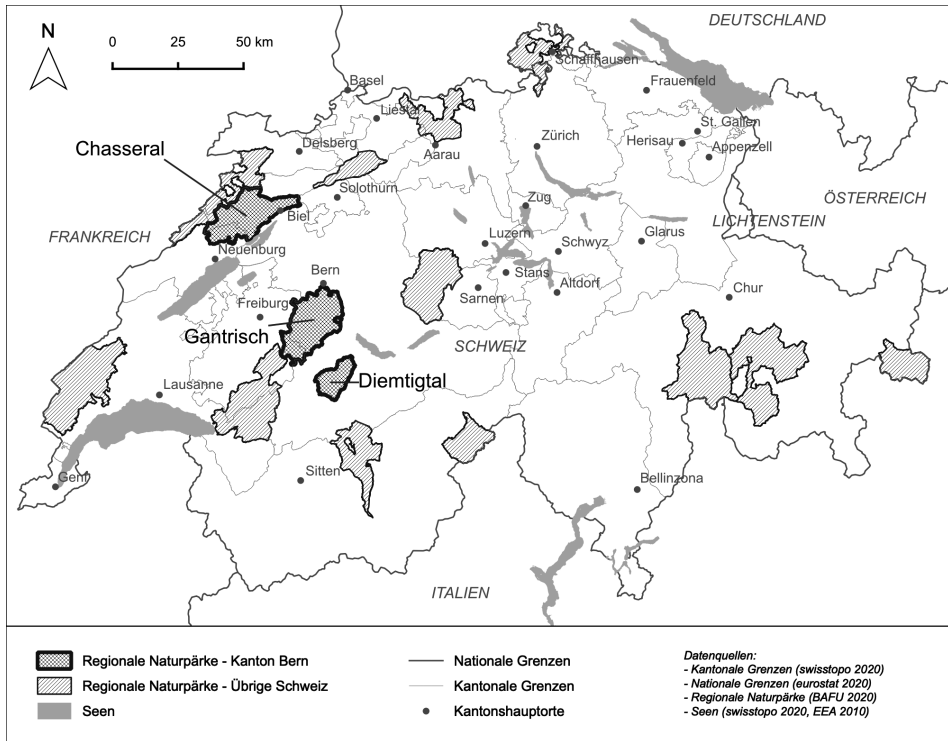 DEUTSCHLAND
N
0 25 50 km
Schaffhausen
Basel
Frauenfeld
Liestal
St. Gallen
Zürich
Herisau
Delsberg
Chasseral
Aarau
Appenzell
Solothurn
ÖSTERREICH
Zug
Biel
LICHTENSTEIN
FRANKREICH
Luzern
Glarus
Schwyz
Neuenburg
Bern
Stans
Sarnen
Altdorf
Chur
Freiburg
Gantrisch
SCHWEIZ
Diemtigtal
Lausanne
Sitten
Genf
Bellinzona
ITALIEN
Regionale Naturpärke - Kanton Bern
Regionale Naturpärke - Übrige Schweiz
Seen
Nationale Grenzen
Kantonale Grenzen
Kantonshauptorte
Datenquellen:
- Kantonale Grenzen (swisstopo 2020)
- Nationale Grenzen (eurostat 2020)
- Regionale Naturpärke (BAFU 2020)
- Seen (swisstopo 2020, EEA 2010)